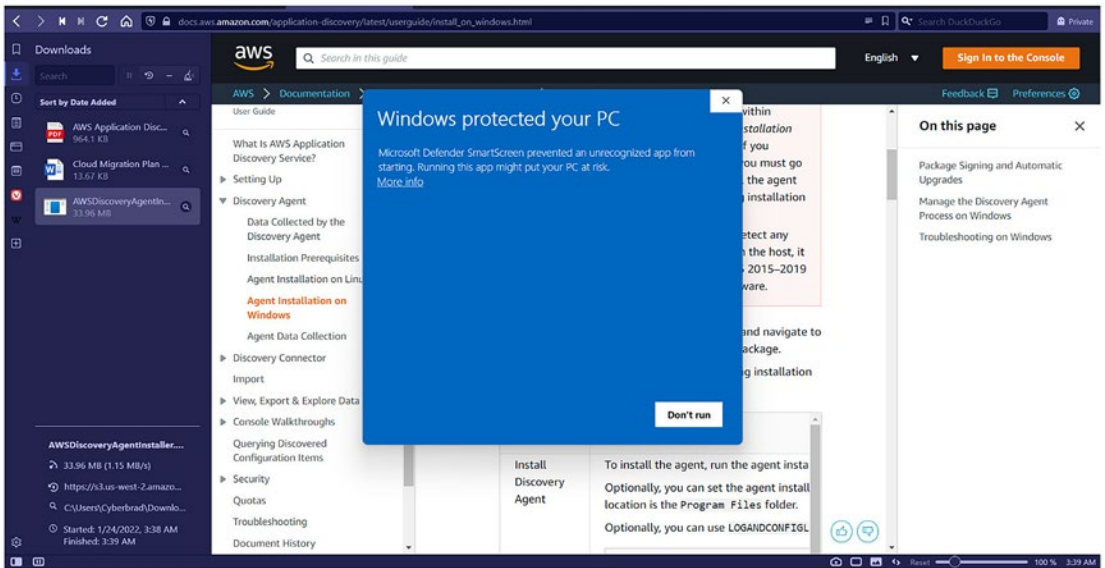 docs.aws.amazon.com/application-discovery/latest/userguide/install_on_windows.html
Search DuckDuckGo
Private
Downloads
Search
Sort by Date Added
AWS Application Disc...
964.1 KB
Cloud Migration Plan ...
13.67 KB
AWSDiscoveryAgentIn...
33.96 MB
AWSDiscoveryAgentInstaller....
33.96 MB (1.15 MB/s)
https://s3.us-west-2.amazo...
C:\Users\Cyberbrad\Downlo...
Started: 1/24/2022, 3:38 AM
Finished: 3:39 AM
aws
Search in this guide
English
Sign In to the Console
AWS > Documentation >
Feedback
Preferences
User Guide
What Is AWS Application
Discovery Service?
Setting Up
Discovery Agent
Data Collected by the
Discovery Agent
Installation Prerequisites
Agent Installation on Linu
Agent Installation on
Windows
Agent Data Collection
Discovery Connector
Import
View, Export & Explore Data
Console Walkthroughs
Querying Discovered
Configuration Items
Security
Quotas
Troubleshooting
Document History
Windows protected your PC
Microsoft Defender SmartScreen prevented an unrecognized app from
starting. Running this app might put your PC at risk.
More info
Don't run
within
stallation
f you
ou must go
the agent
installation
etect any
the host, it
2015–2019
ware.
and navigate to
ackage.
g installation
Install
Discovery
Agent
To install the agent, run the agent insta
Optionally, you can set the agent install
location is the Program Files folder.
Optionally, you can use LOGANDCONFIGL
On this page
Package Signing and Automatic
Upgrades
Manage the Discovery Agent
Process on Windows
Troubleshooting on Windows
Reset
100 %
3:39 AM